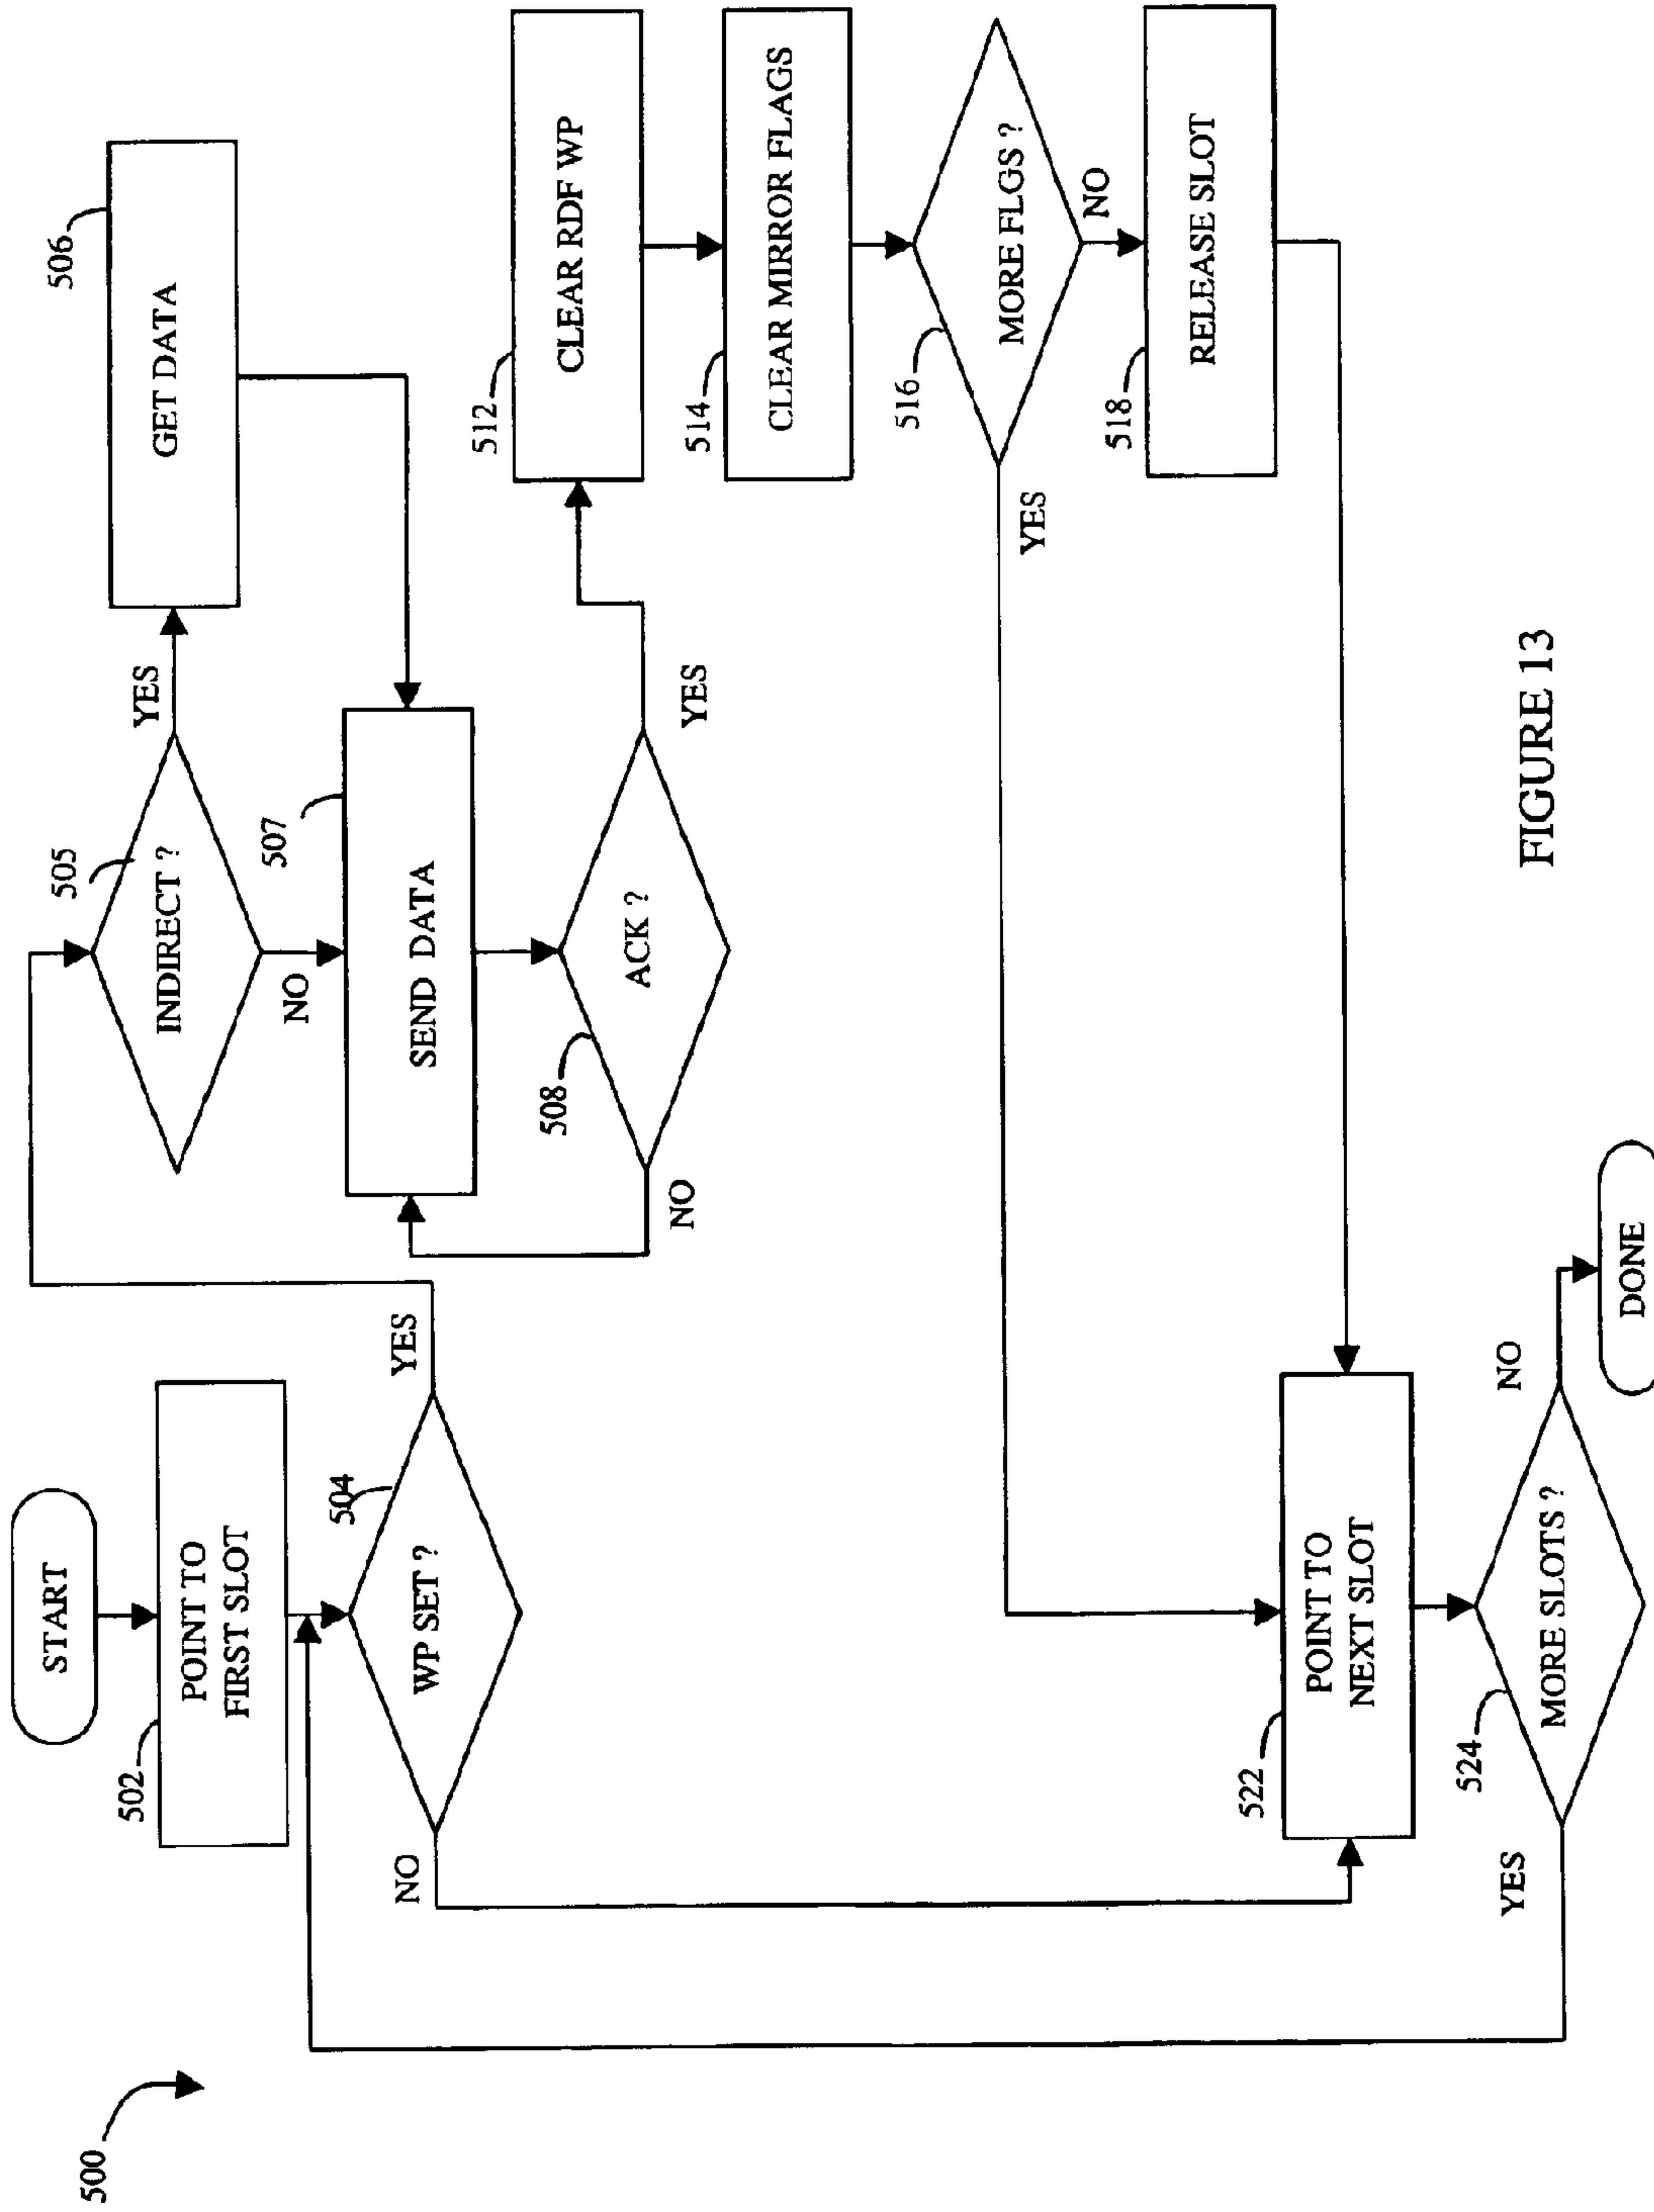 500
START
502
POINT TO
FIRST SLOT
504
WP SET ?
YES
NO
505
INDIRECT ?
YES
NO
506
GET DATA
507
SEND DATA
508
ACK ?
YES
NO
512
CLEAR RDF WP
514
CLEAR MIRROR FLAGS
516
MORE FLGS ?
YES
NO
518
RELEASE SLOT
522
POINT TO
NEXT SLOT
524
MORE SLOTS ?
YES
NO
DONE
FIGURE 13